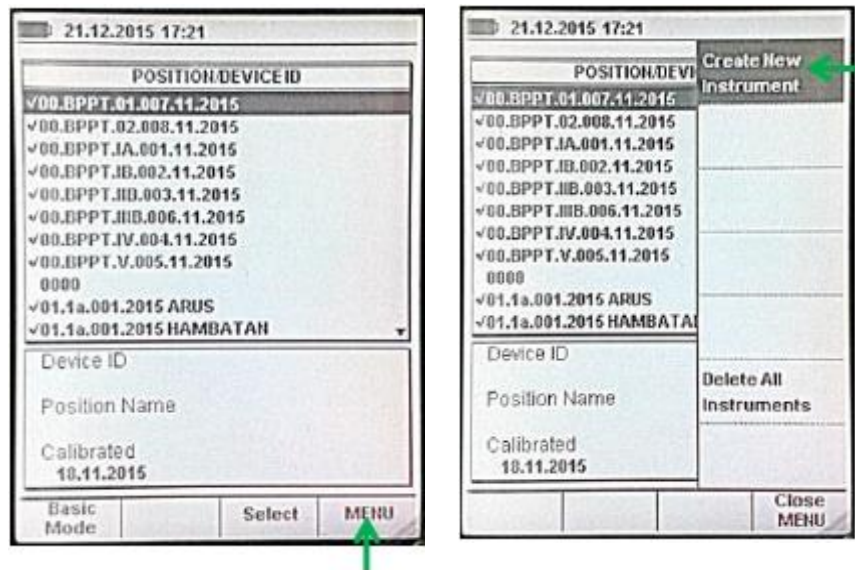 21.12.2015 17:21
POSITION/DEVICE ID
√00.BPPT.01.007.11.2015
√00.BPPT.02.008.11.2015
√00.BPPT.IA.001.11.2015
√00.BPPT.IB.002.11.2015
√00.BPPT.IIB.003.11.2015
√00.BPPT.IIIB.006.11.2015
√00.BPPT.IV.004.11.2015
√00.BPPT.V.005.11.2015
0000
√01.1a.001.2015 ARUS
√01.1a.001.2015 HAMBATAN
Device ID
Position Name
Calibrated
18.11.2015
Basic Mode
Select
MENU
21.12.2015 17:21
POSITION/DEVI
√00.BPPT.01.007.11.2015
√00.BPPT.02.008.11.2015
√00.BPPT.IA.001.11.2015
√00.BPPT.IB.002.11.2015
√00.BPPT.IIB.003.11.2015
√00.BPPT.IIIB.006.11.2015
√00.BPPT.IV.004.11.2015
√00.BPPT.V.005.11.2015
0000
√01.1a.001.2015 ARUS
√01.1a.001.2015 HAMBATAN
Device ID
Position Name
Calibrated
18.11.2015
Create New
Instrument
Delete All
Instruments
Close
MENU